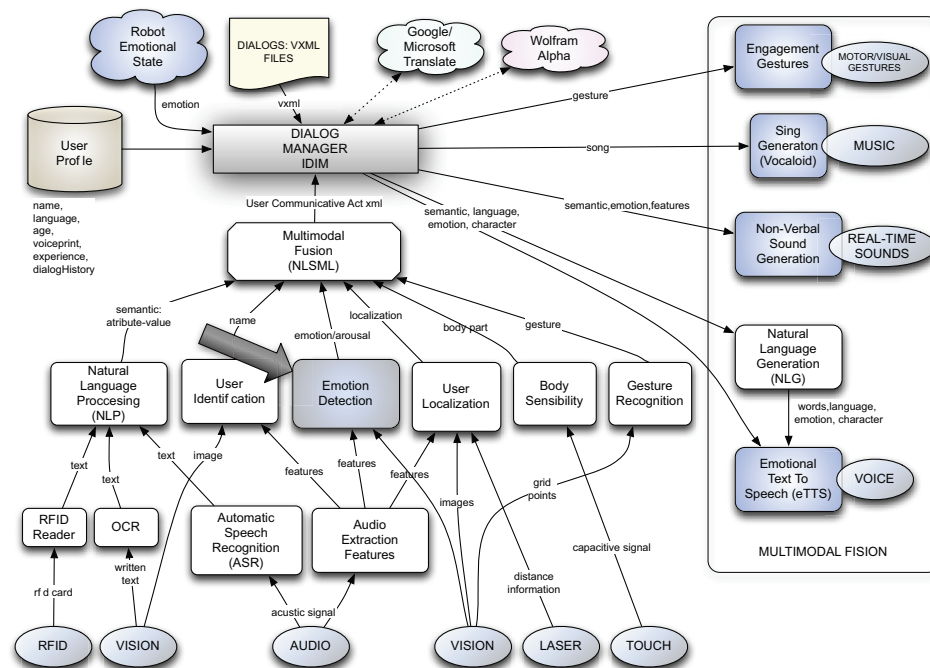 Robot
Emotional
State
DIALOGS: VXML
FILES
Google/
Microsoft
Translate
Wolfram
Alpha
emotion
vxml
User
Prof le
name,
language,
age,
voiceprint,
experience,
dialogHistory
DIALOG
MANAGER
IDIM
User Communicative Act xml
Multimodal
Fusion
(NLSML)
gesture
song
semantic,emotion,features
semantic, language,
emotion, character
Engagement
Gestures
MOTOR/VISUAL
GESTURES
Sing
Generaton
(Vocaloid)
MUSIC
Non-Verbal
Sound
Generation
REAL-TIME
SOUNDS
Natural
Language
Generation
(NLG)
words,language,
emotion, character
Emotional
Text To
Speech (eTTS)
VOICE
MULTIMODAL FISION
semantic:
atribute-value
name
emotion/arousal
localization
body part
gesture
Natural
Language
Proccesing
(NLP)
User
Identif cation
Emotion
Detection
User
Localization
Body
Sensibility
Gesture
Recognition
text
text
text
image
features
features
features
images
grid
points
RFID
Reader
OCR
Automatic
Speech
Recognition
(ASR)
Audio
Extraction
Features
capacitive signal
rf d card
written
text
acustic signal
distance
information
RFID
VISION
AUDIO
VISION
LASER
TOUCH